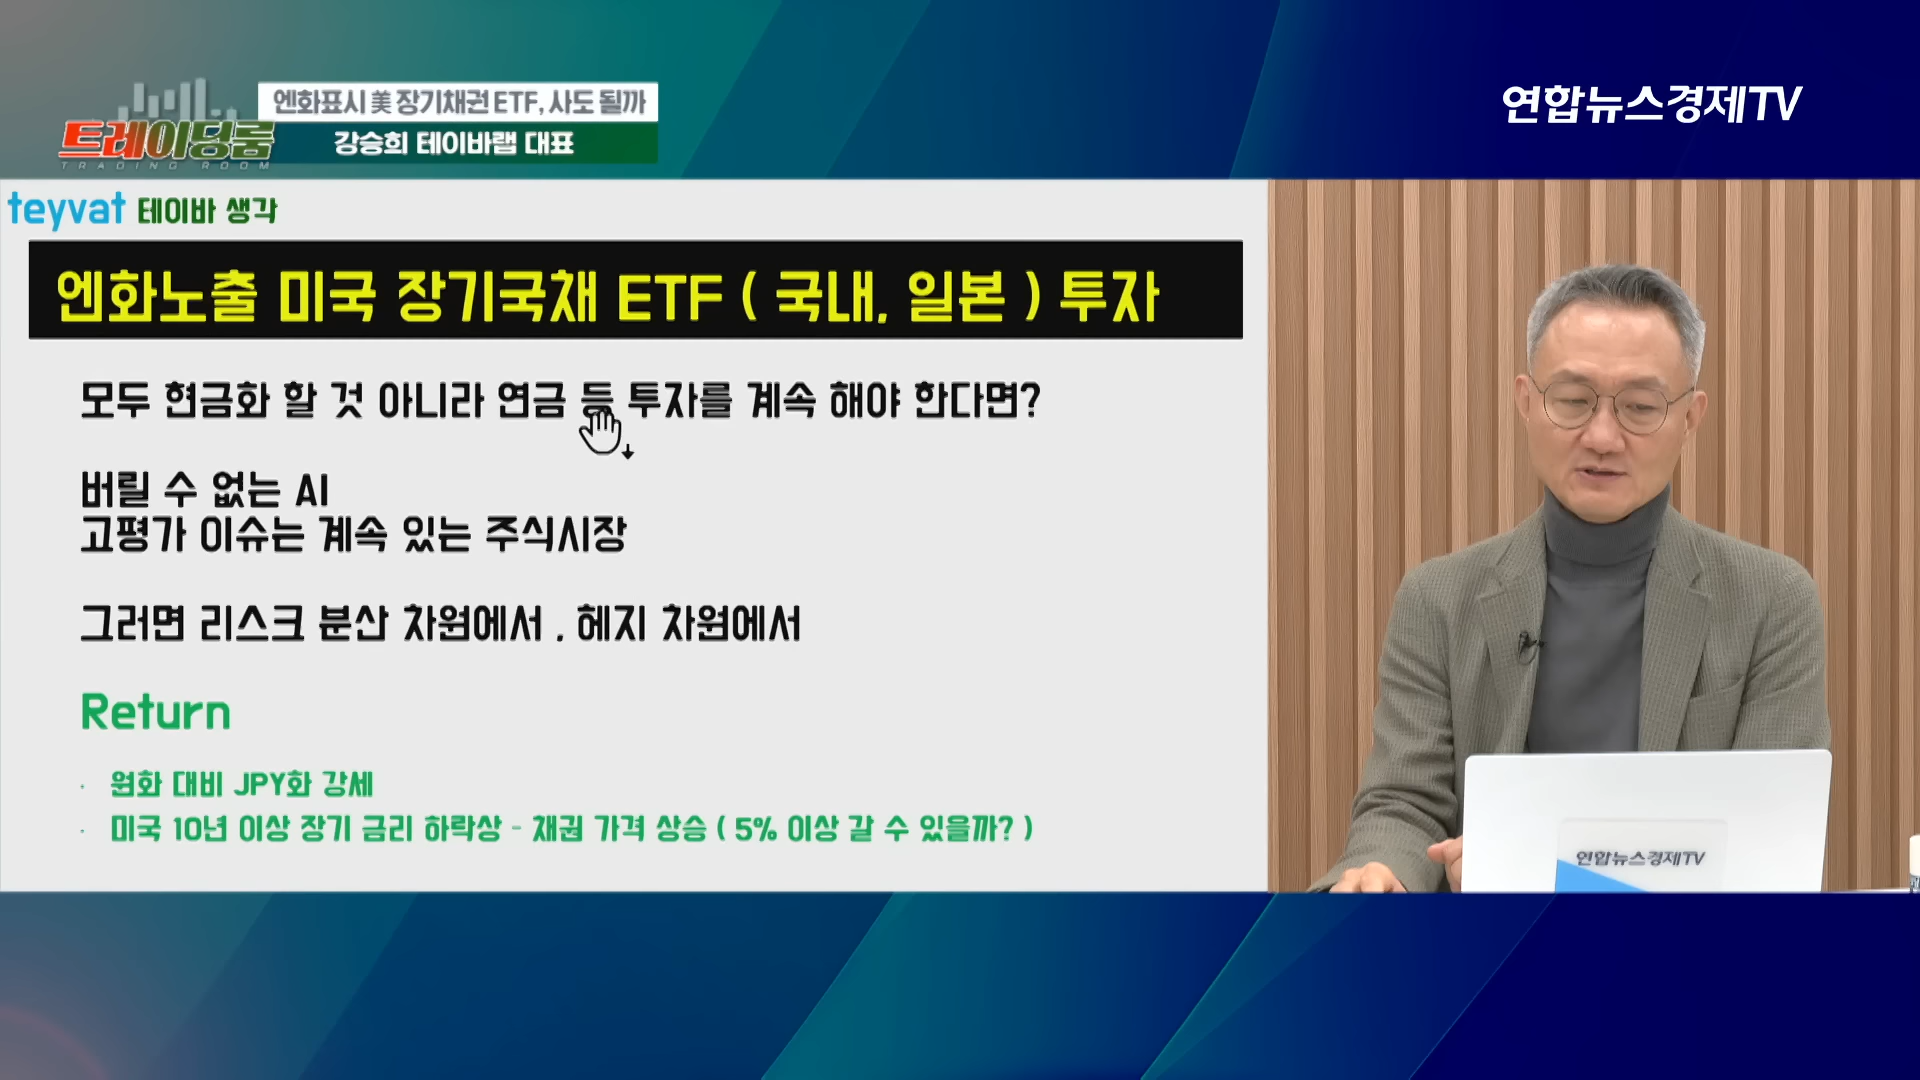 엔화표시 美 장기채권 ETF, 사도 될까
강승희 테이바랩 대표
트레이딩룸
TRADING ROOM
연합뉴스경제TV
teyvat 테이바 생각
엔화노출 미국 장기국채 ETF ( 국내, 일본 ) 투자
모두 현금화 할 것 아니라 연금 등 투자를 계속 해야 한다면?
버릴 수 없는 AI
고평가 이슈는 계속 있는 주식시장
그러면 리스크 분산 차원에서 , 헤지 차원에서
Return
· 원화 대비 JPY화 강세
· 미국 10년 이상 장기 금리 하락상 - 채권 가격 상승 ( 5% 이상 갈 수 있을까? )
연합뉴스경제TV